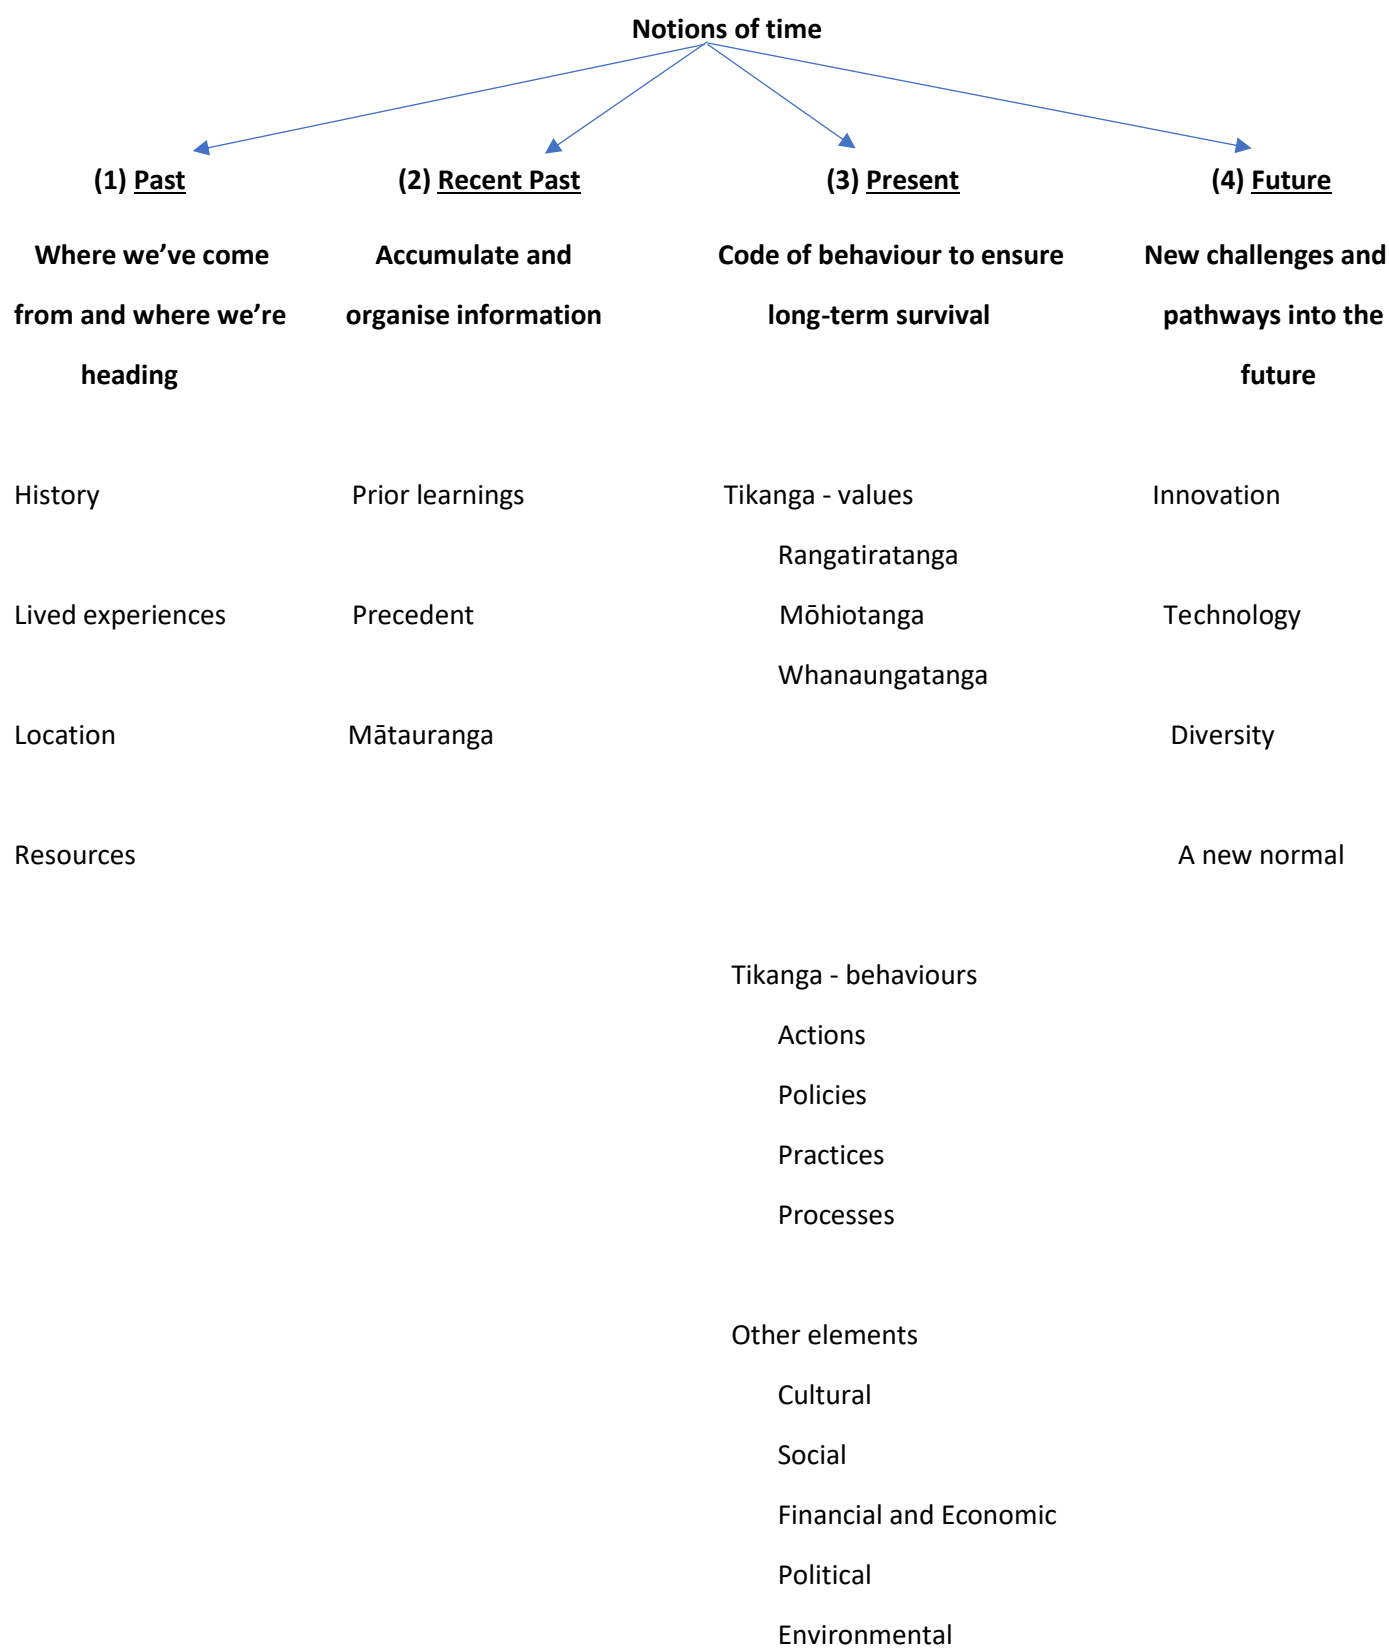 Notions of time
(1) Past (2) Recent Past (3) Present (4) Future
Where we’ve come Accumulate and Code of behaviour to ensure New challenges and
from and where we’re organise information long-term survival pathways into the
heading future
History Prior learnings Tikanga - values Innovation
Rangatiratanga
Lived experiences Precedent Mōhiotanga Technology
Whanaungatanga
Location Mātauranga Diversity
Resources A new normal
Tikanga - behaviours
Actions
Policies
Practices
Processes
Other elements
Cultural
Social
Financial and Economic
Political
Environmental